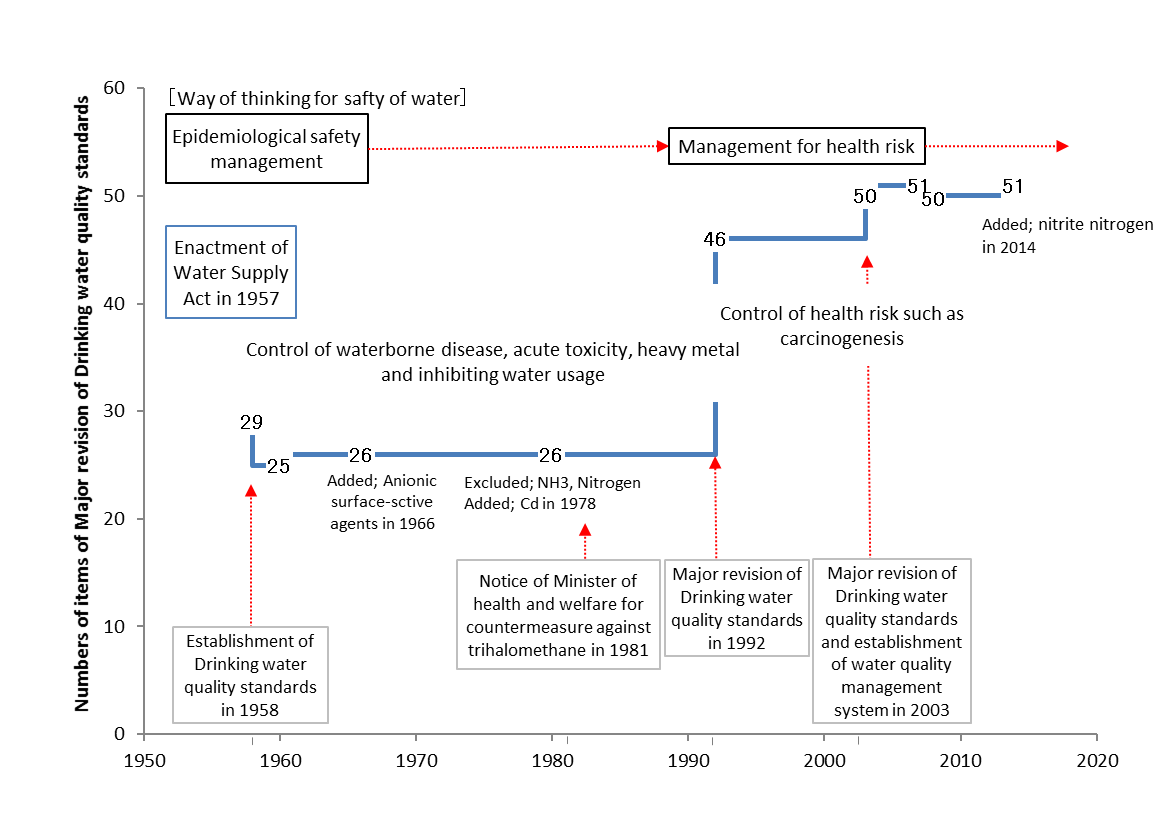 Numbers of items of Major revision of Drinking water quality standards
60
50
40
30
20
10
0
1950
1960
1970
1980
1990
2000
2010
2020
[Way of thinking for safty of water]
Epidemiological safety
management
Management for health risk
Enactment of
Water Supply
Act in 1957
29
25
26
26
46
50
51
50
51
Added; nitrite nitrogen
in 2014
Control of health risk such as
carcinogenesis
Control of waterborne disease, acute toxicity, heavy metal
and inhibiting water usage
Added; Anionic
surface-sctive
agents in 1966
Excluded; NH3, Nitrogen
Added; Cd in 1978
Establishment of
Drinking water
quality standards
in 1958
Notice of Minister of
health and welfare for
countermeasure against
trihalomethane in 1981
Major revision of
Drinking water
quality standards
in 1992
Major revision of
Drinking water
quality standards
and establishment
of water quality
management
system in 2003